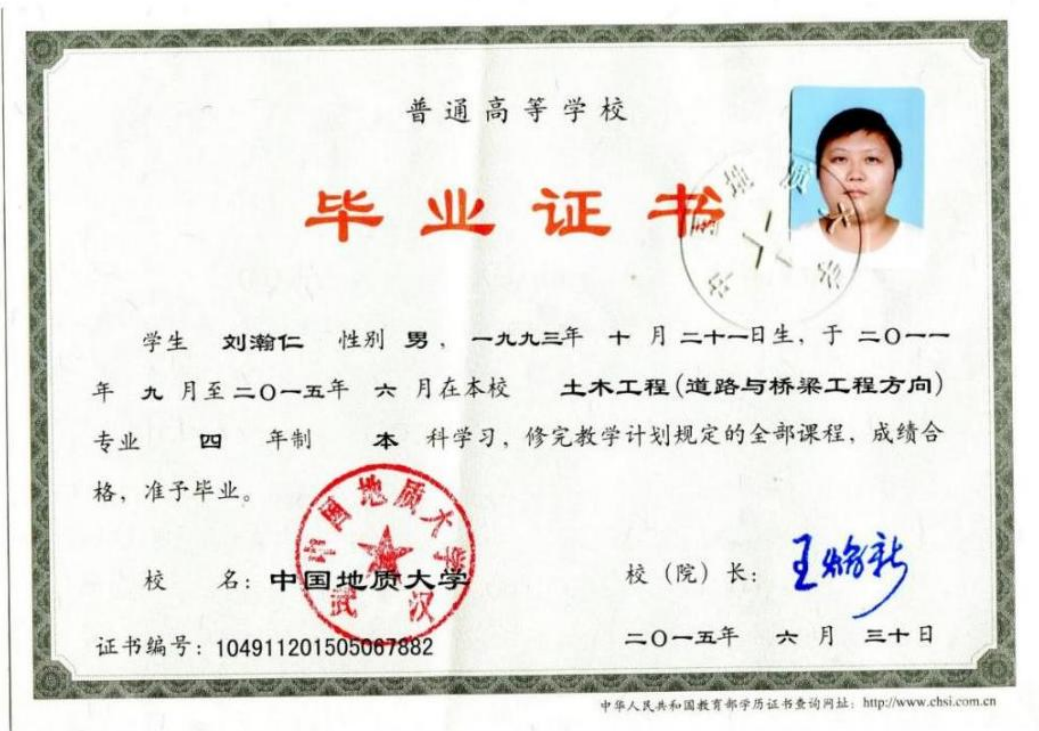 普通高等学校
毕业证书
学生 刘瀚仁 性别 男，一九九三年 十 月 二十一日生，于 二〇一一
年 九 月至 二〇一五年 六 月在本校 土木工程(道路与桥梁工程方向)
专业 四 年制 本 科学习，修完教学计划规定的全部课程，成绩合
格，准予毕业。
中国地质大学
武汉
校 名：中国地质大学
校（院）长：
证书编号：104911201505067882
二〇一五年 六 月 三十日
中华人民共和国教育部学历证书查询网址：http://www.chsi.com.cn